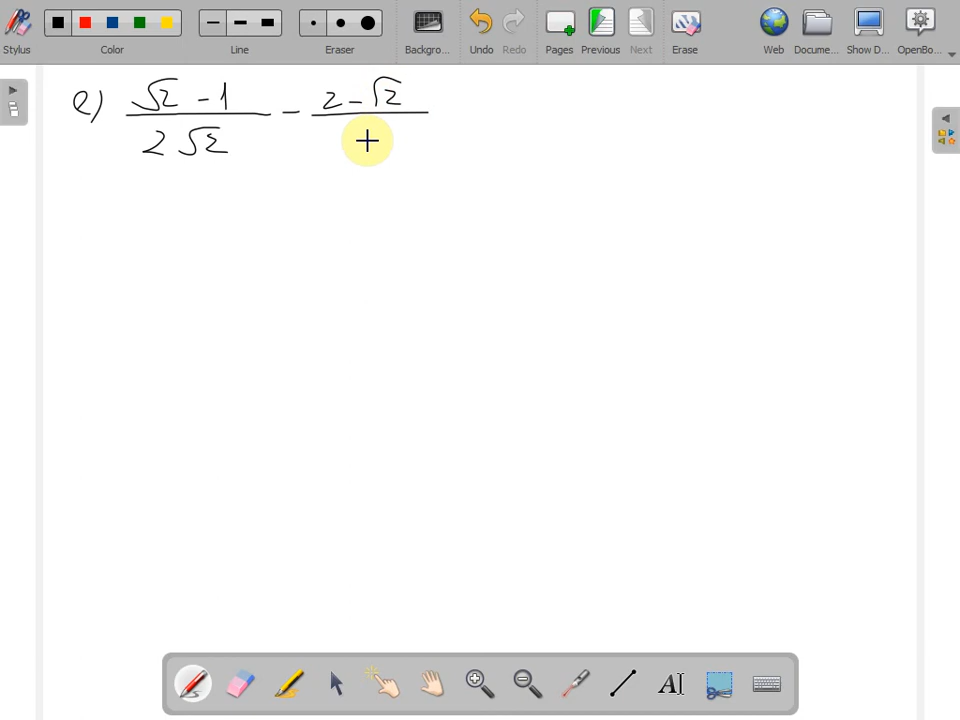 Stylus Color Line Eraser Backgro... Undo Redo Pages Previous Next Erase Web Docume... Show D... OpenBo...
e) (√2 - 1)/(2√2) - (2 - √2)/